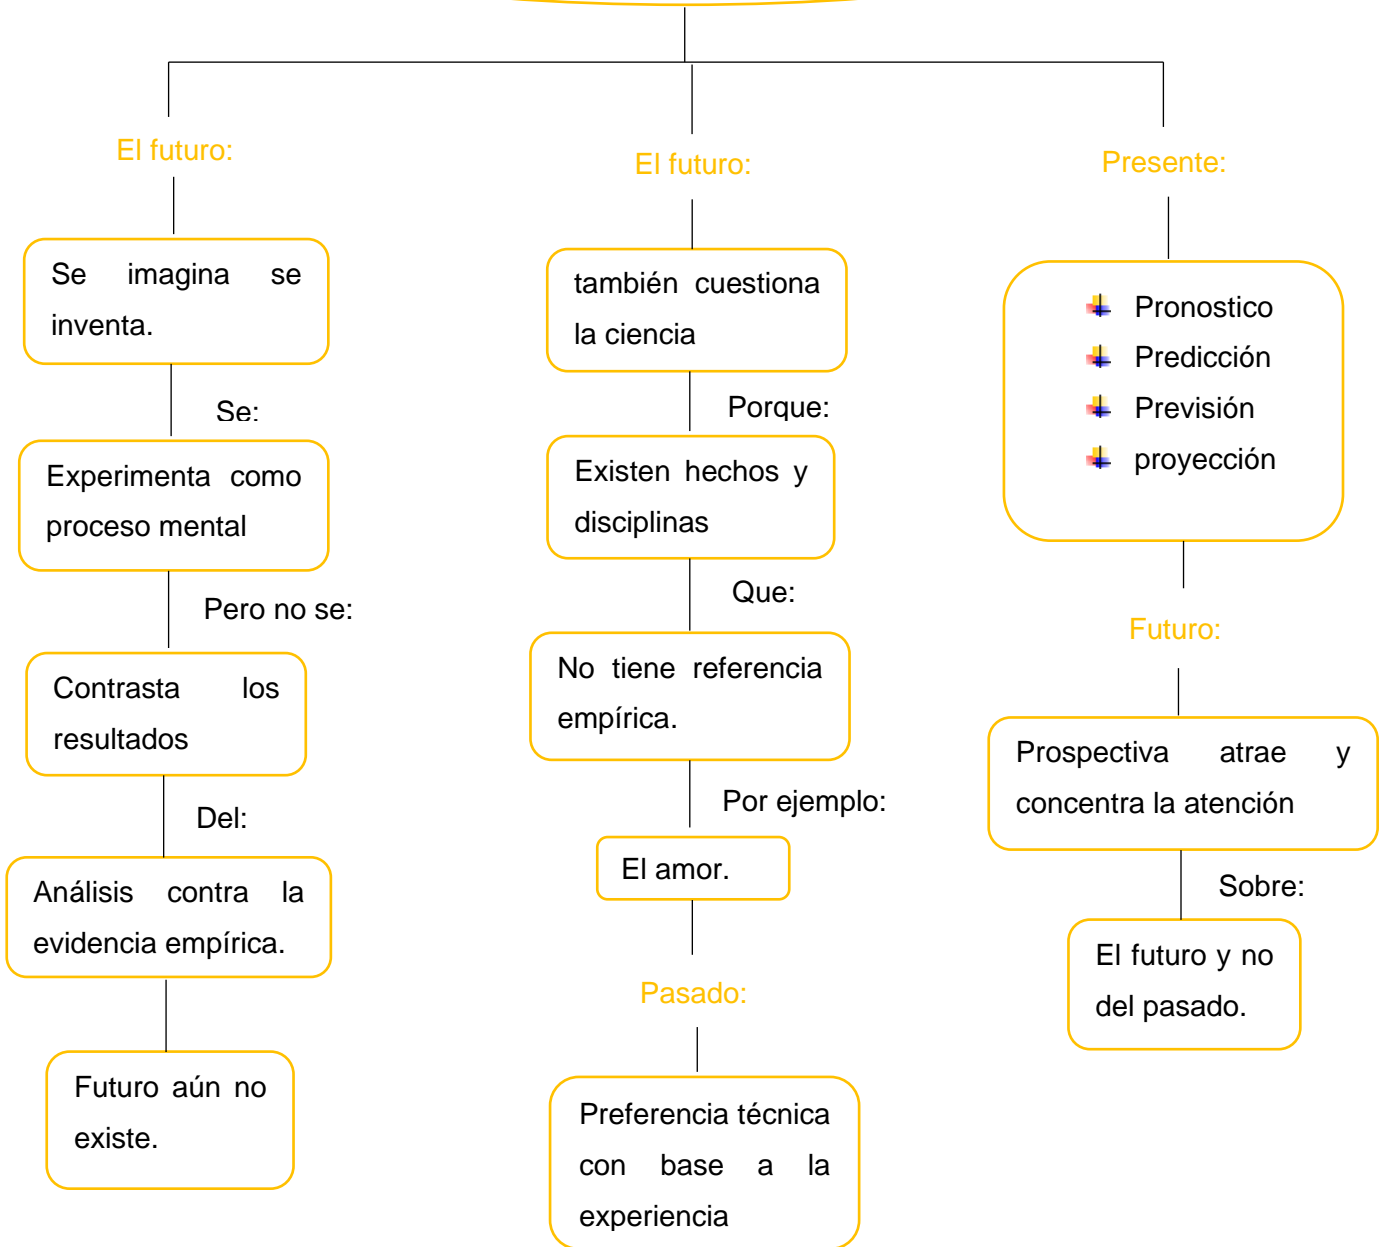 El futuro:
Se imagina se
inventa.
Se:
Experimenta como
proceso mental
Pero no se:
Contrasta los
resultados
Del:
Análisis contra la
evidencia empírica.
Futuro aún no
existe.
El futuro:
también cuestiona
la ciencia
Porque:
Existen hechos y
disciplinas
Que:
No tiene referencia
empírica.
Por ejemplo:
El amor.
Pasado:
Preferencia técnica
con base a la
experiencia
Presente:
Pronostico
Predicción
Previsión
proyección
Futuro:
Prospectiva atrae y
concentra la atención
Sobre:
El futuro y no
del pasado.